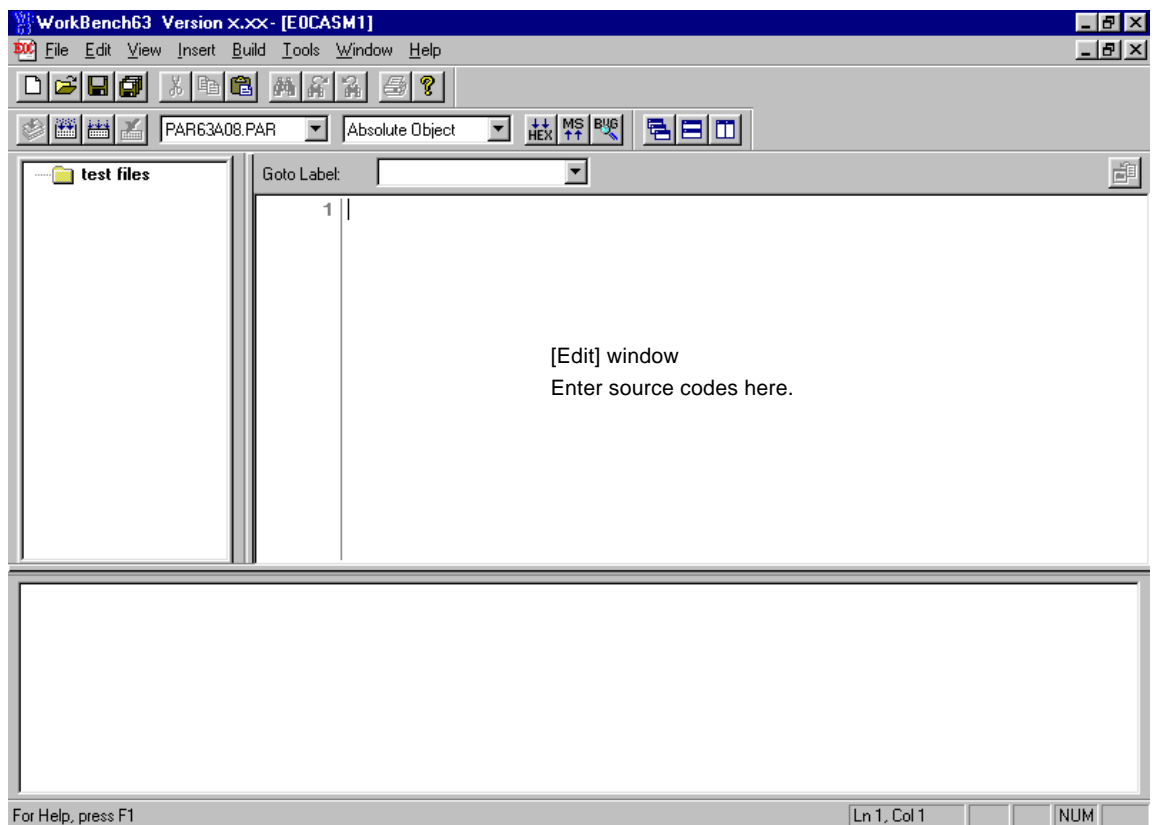 WorkBench63 Version x.xx- [E0CASM1]
File Edit View Insert Build Tools Window Help
PAR63A08.PAR Absolute Object HEX MS BUG
test files
Goto Label:
1
[Edit] window
Enter source codes here.
For Help, press F1 Ln 1, Col 1 NUM